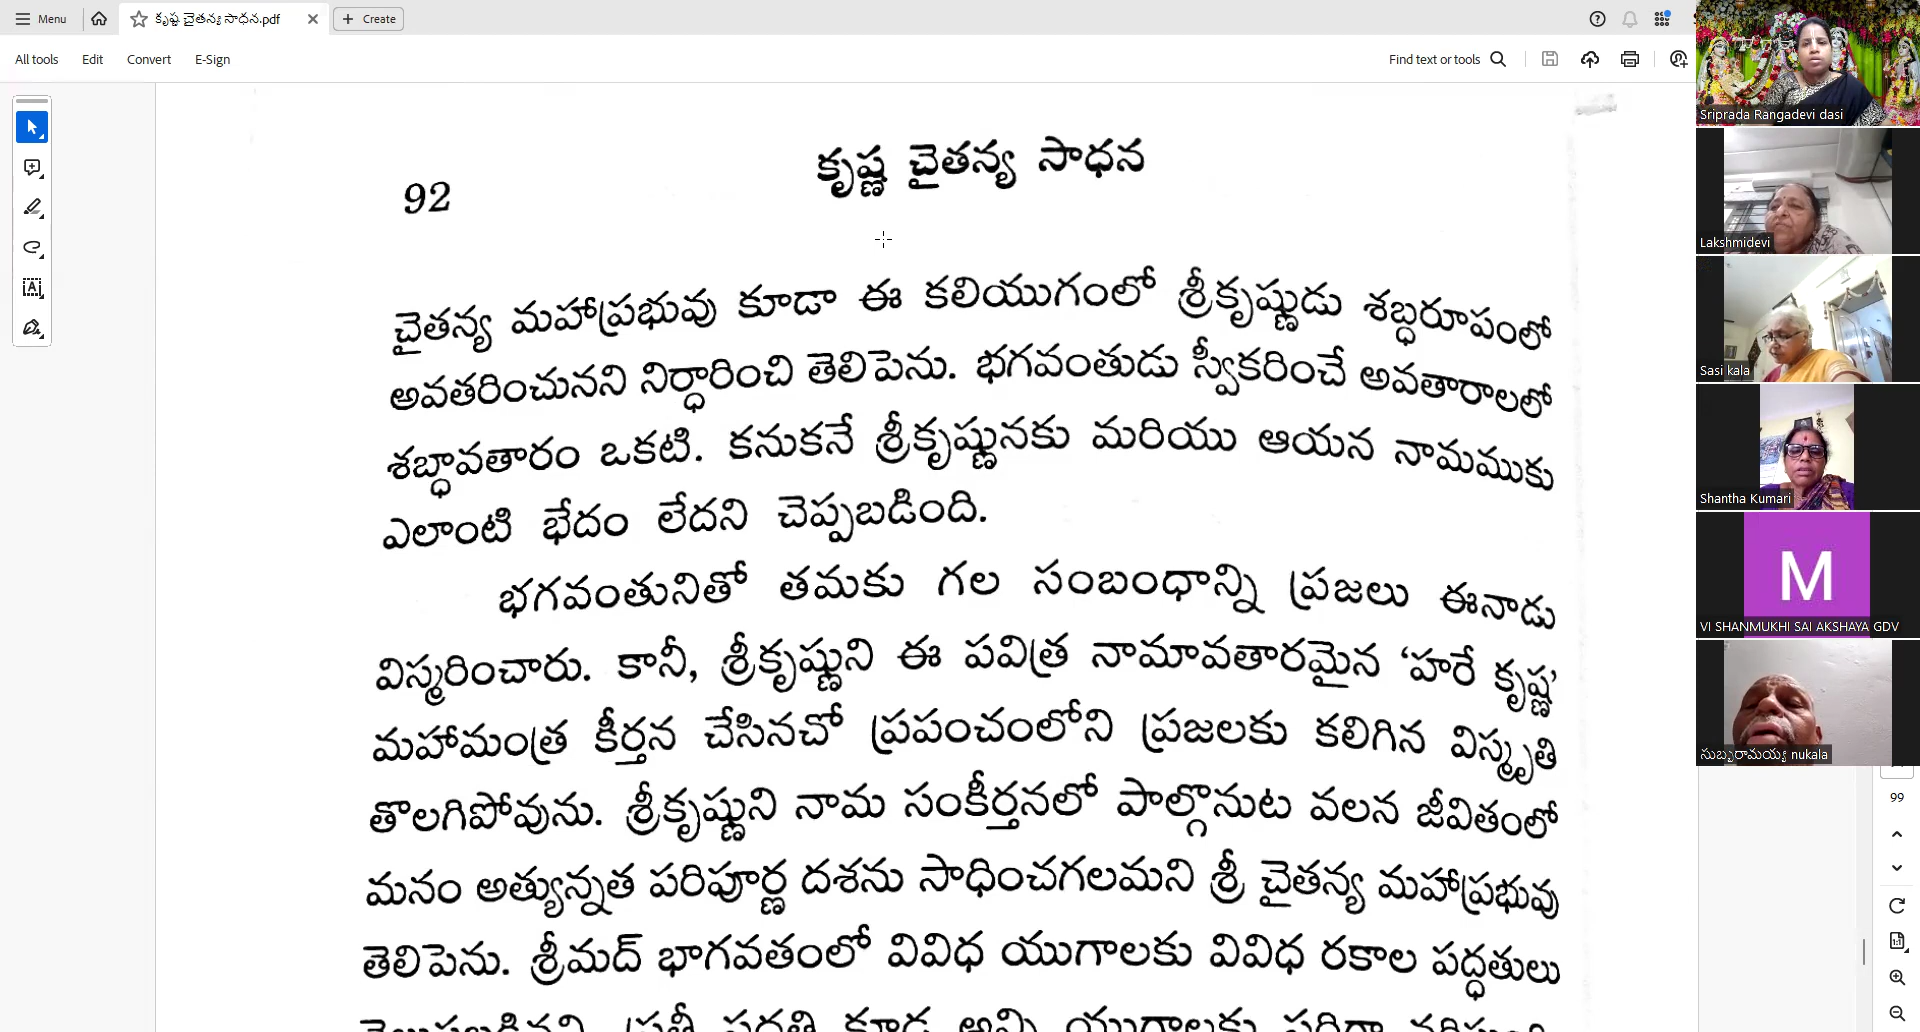 Menu
కృష్ణ చైతన్య సాధన.pdf
Create
All tools
Edit
Convert
E-Sign
Find text or tools
92
కృష్ణ చైతన్య సాధన
చైతన్య మహాప్రభువు కూడా ఈ కలియుగంలో శ్రీకృష్ణుడు శబ్దరూపంలో
అవతరించునని నిర్ధారించి తెలిపెను. భగవంతుడు స్వీకరించే అవతారాలలో
శబ్దావతారం ఒకటి. కనుకనే శ్రీకృష్ణునకు మరియు ఆయన నామముకు
ఎలాంటి భేదం లేదని చెప్పబడింది.
భగవంతునితో తమకు గల సంబంధాన్ని ప్రజలు ఈనాడు
విస్మరించారు. కానీ, శ్రీకృష్ణుని ఈ పవిత్ర నామావతారమైన ‘హరే కృష్ణ’
మహామంత్ర కీర్తన చేసినచో ప్రపంచంలోని ప్రజలకు కలిగిన విస్మృతి
తొలగిపోవును. శ్రీకృష్ణుని నామ సంకీర్తనలో పాల్గొనుట వలన జీవితంలో
మనం అత్యున్నత పరిపూర్ణ దశను సాధించగలమని శ్రీ చైతన్య మహాప్రభువు
తెలిపెను. శ్రీమద్ భాగవతంలో వివిధ యుగాలకు వివిధ రకాల పద్ధతులు
Sriprada Rangadevi dasi
Lakshmidevi
Sasi kala
Shantha Kumari
M
VI SHANMUKHI SAI AKSHAYA GDV
సుబ్బరామయ్య nukala
99